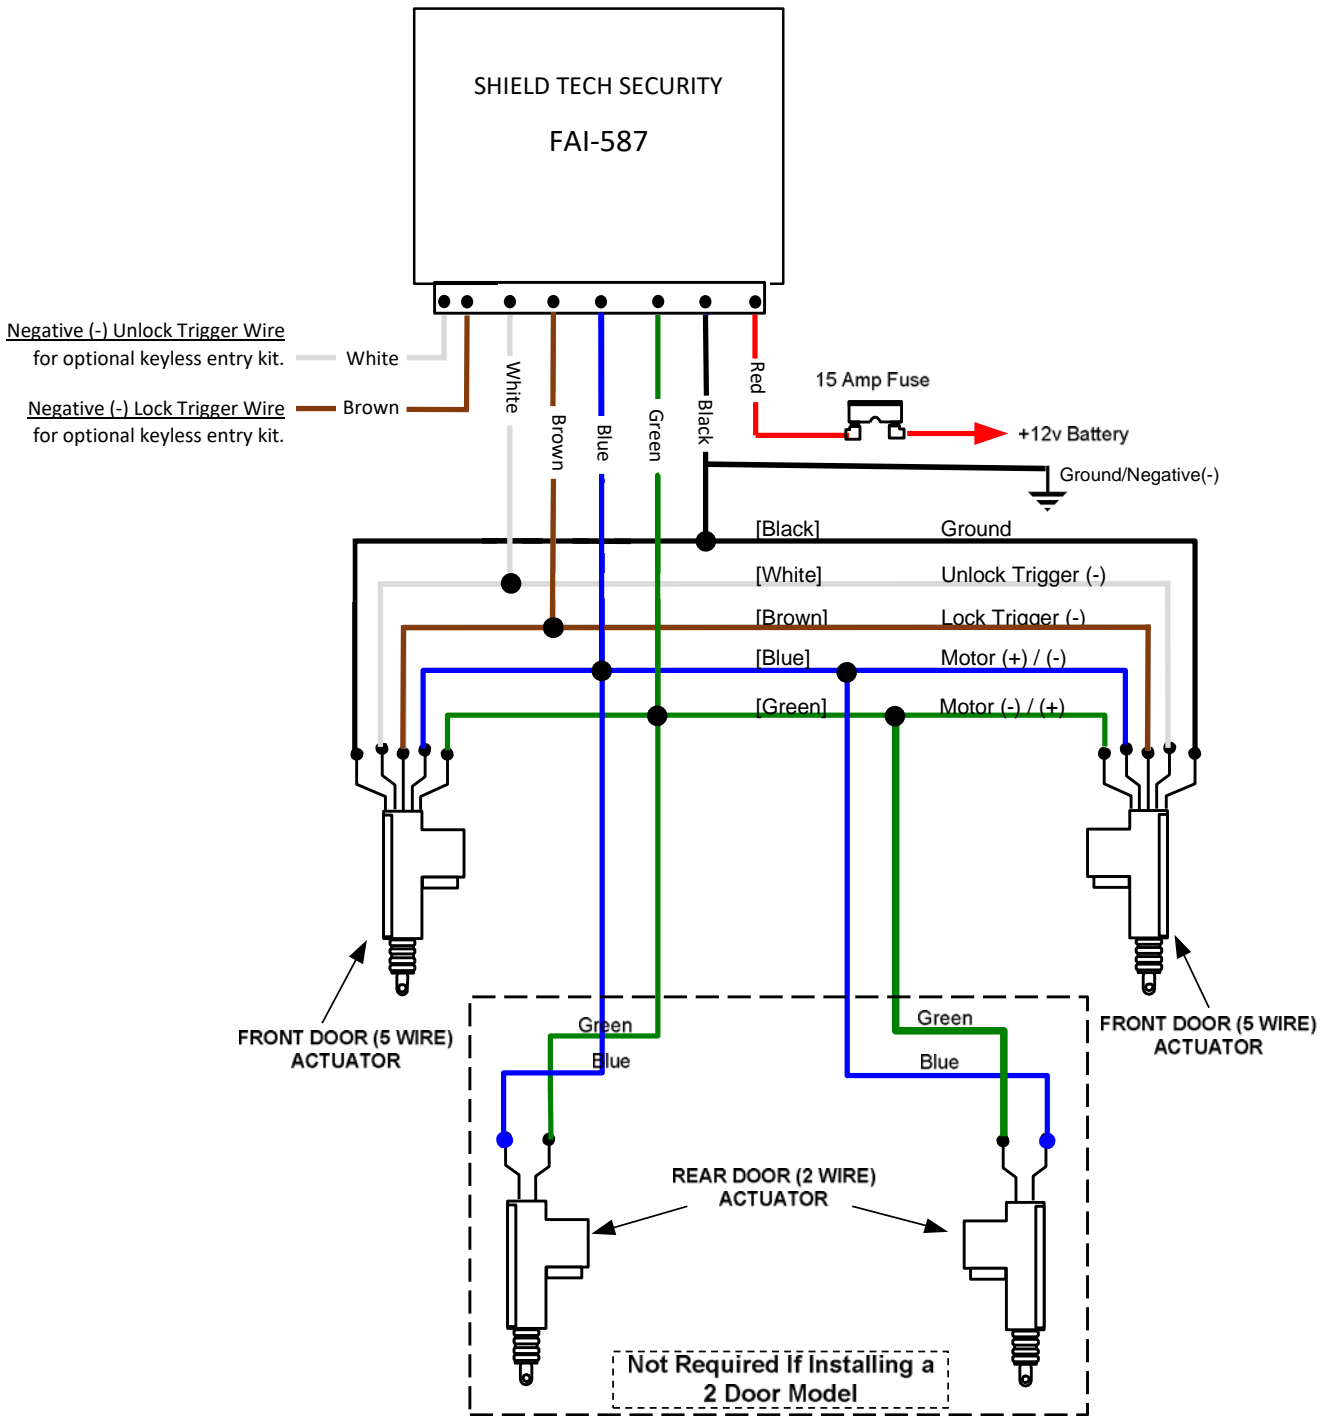 SHIELD TECH SECURITY
FAI-587
Negative (-) Unlock Trigger Wire
for optional keyless entry kit.
White
Negative (-) Lock Trigger Wire
for optional keyless entry kit.
Brown
White
Brown
Blue
Green
Black
Red
15 Amp Fuse
+12v Battery
Ground/Negative(-)
[Black] Ground
[White] Unlock Trigger (-)
[Brown] Lock Trigger (-)
[Blue] Motor (+) / (-)
[Green] Motor (-) / (+)
FRONT DOOR (5 WIRE)
ACTUATOR
FRONT DOOR (5 WIRE)
ACTUATOR
Green
Blue
Green
Blue
REAR DOOR (2 WIRE)
ACTUATOR
Not Required If Installing a
2 Door Model